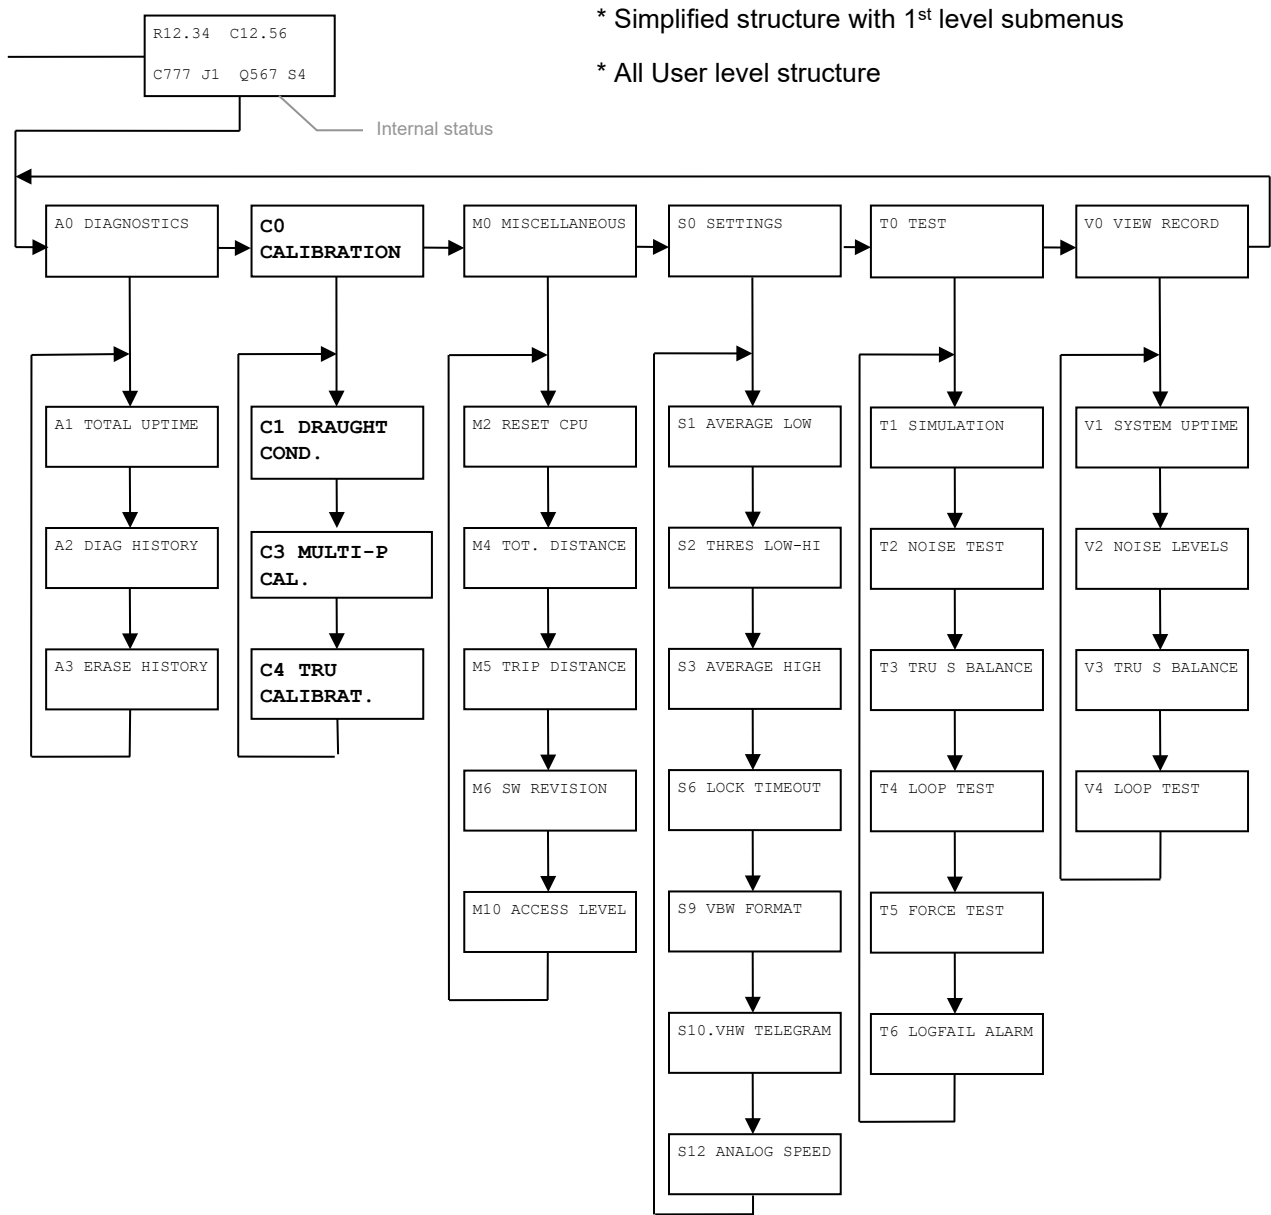 R12.34 C12.56
C777 J1 Q567 S4
* Simplified structure with 1st level submenus
* All User level structure
Internal status
A0 DIAGNOSTICS
C0
CALIBRATION
M0 MISCELLANEOUS
S0 SETTINGS
T0 TEST
V0 VIEW RECORD
A1 TOTAL UPTIME
C1 DRAUGHT
COND.
M2 RESET CPU
S1 AVERAGE LOW
T1 SIMULATION
V1 SYSTEM UPTIME
A2 DIAG HISTORY
C3 MULTI-P
CAL.
M4 TOT. DISTANCE
S2 THRES LOW-HI
T2 NOISE TEST
V2 NOISE LEVELS
A3 ERASE HISTORY
C4 TRU
CALIBRAT.
M5 TRIP DISTANCE
S3 AVERAGE HIGH
T3 TRU S BALANCE
V3 TRU S BALANCE
M6 SW REVISION
S6 LOCK TIMEOUT
T4 LOOP TEST
V4 LOOP TEST
M10 ACCESS LEVEL
S9 VBW FORMAT
T5 FORCE TEST
S10.VHW TELEGRAM
T6 LOGFAIL ALARM
S12 ANALOG SPEED